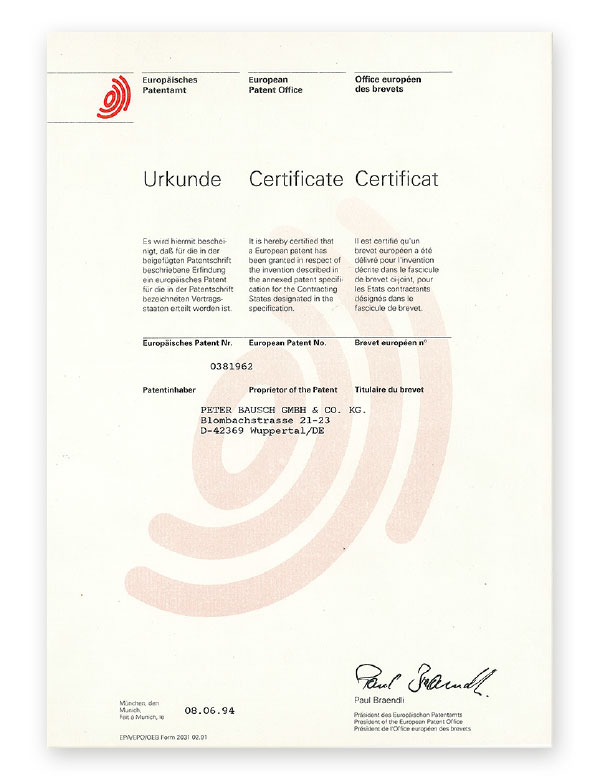 Europäisches
Patentamt
European
Patent Office
Office européen
des brevets
Urkunde
Certificate
Certificat
Es wird hiermit beschei-
nigt, daß für die in der
beigefügten Patentschrift
beschriebene Erfindung
ein europäisches Patent
für die in der Patentschrift
bezeichneten Vertrags-
staaten erteilt worden ist.
It is hereby certified that
a European patent has
been granted in respect of
the invention described in
the annexed patent specifi-
cation for the Contracting
States designated in the
specification.
Il est certifié qu'un
brevet européen a été
délivré pour l'invention
décrite dans le fascicule
de brevet ci-joint, pour
les Etats contractants
désignés dans le
fascicule de brevet.
Europäisches Patent Nr.
European Patent No.
Brevet européen n°
0381962
Patentinhaber
Proprietor of the Patent
Titulaire du brevet
PETER BAUSCH GMBH & CO. KG.
Blombachstrasse 21-23
D-42369 Wuppertal/DE
Paul Braendli
Paul Braendli
Präsident des Europäischen Patentamts
President of the European Patent Office
Président de l'Office européen des brevets
München, den
Munich,
Fait à Munich, le
08.06.94
EPA/EPO/OEB Form 2031 02.91